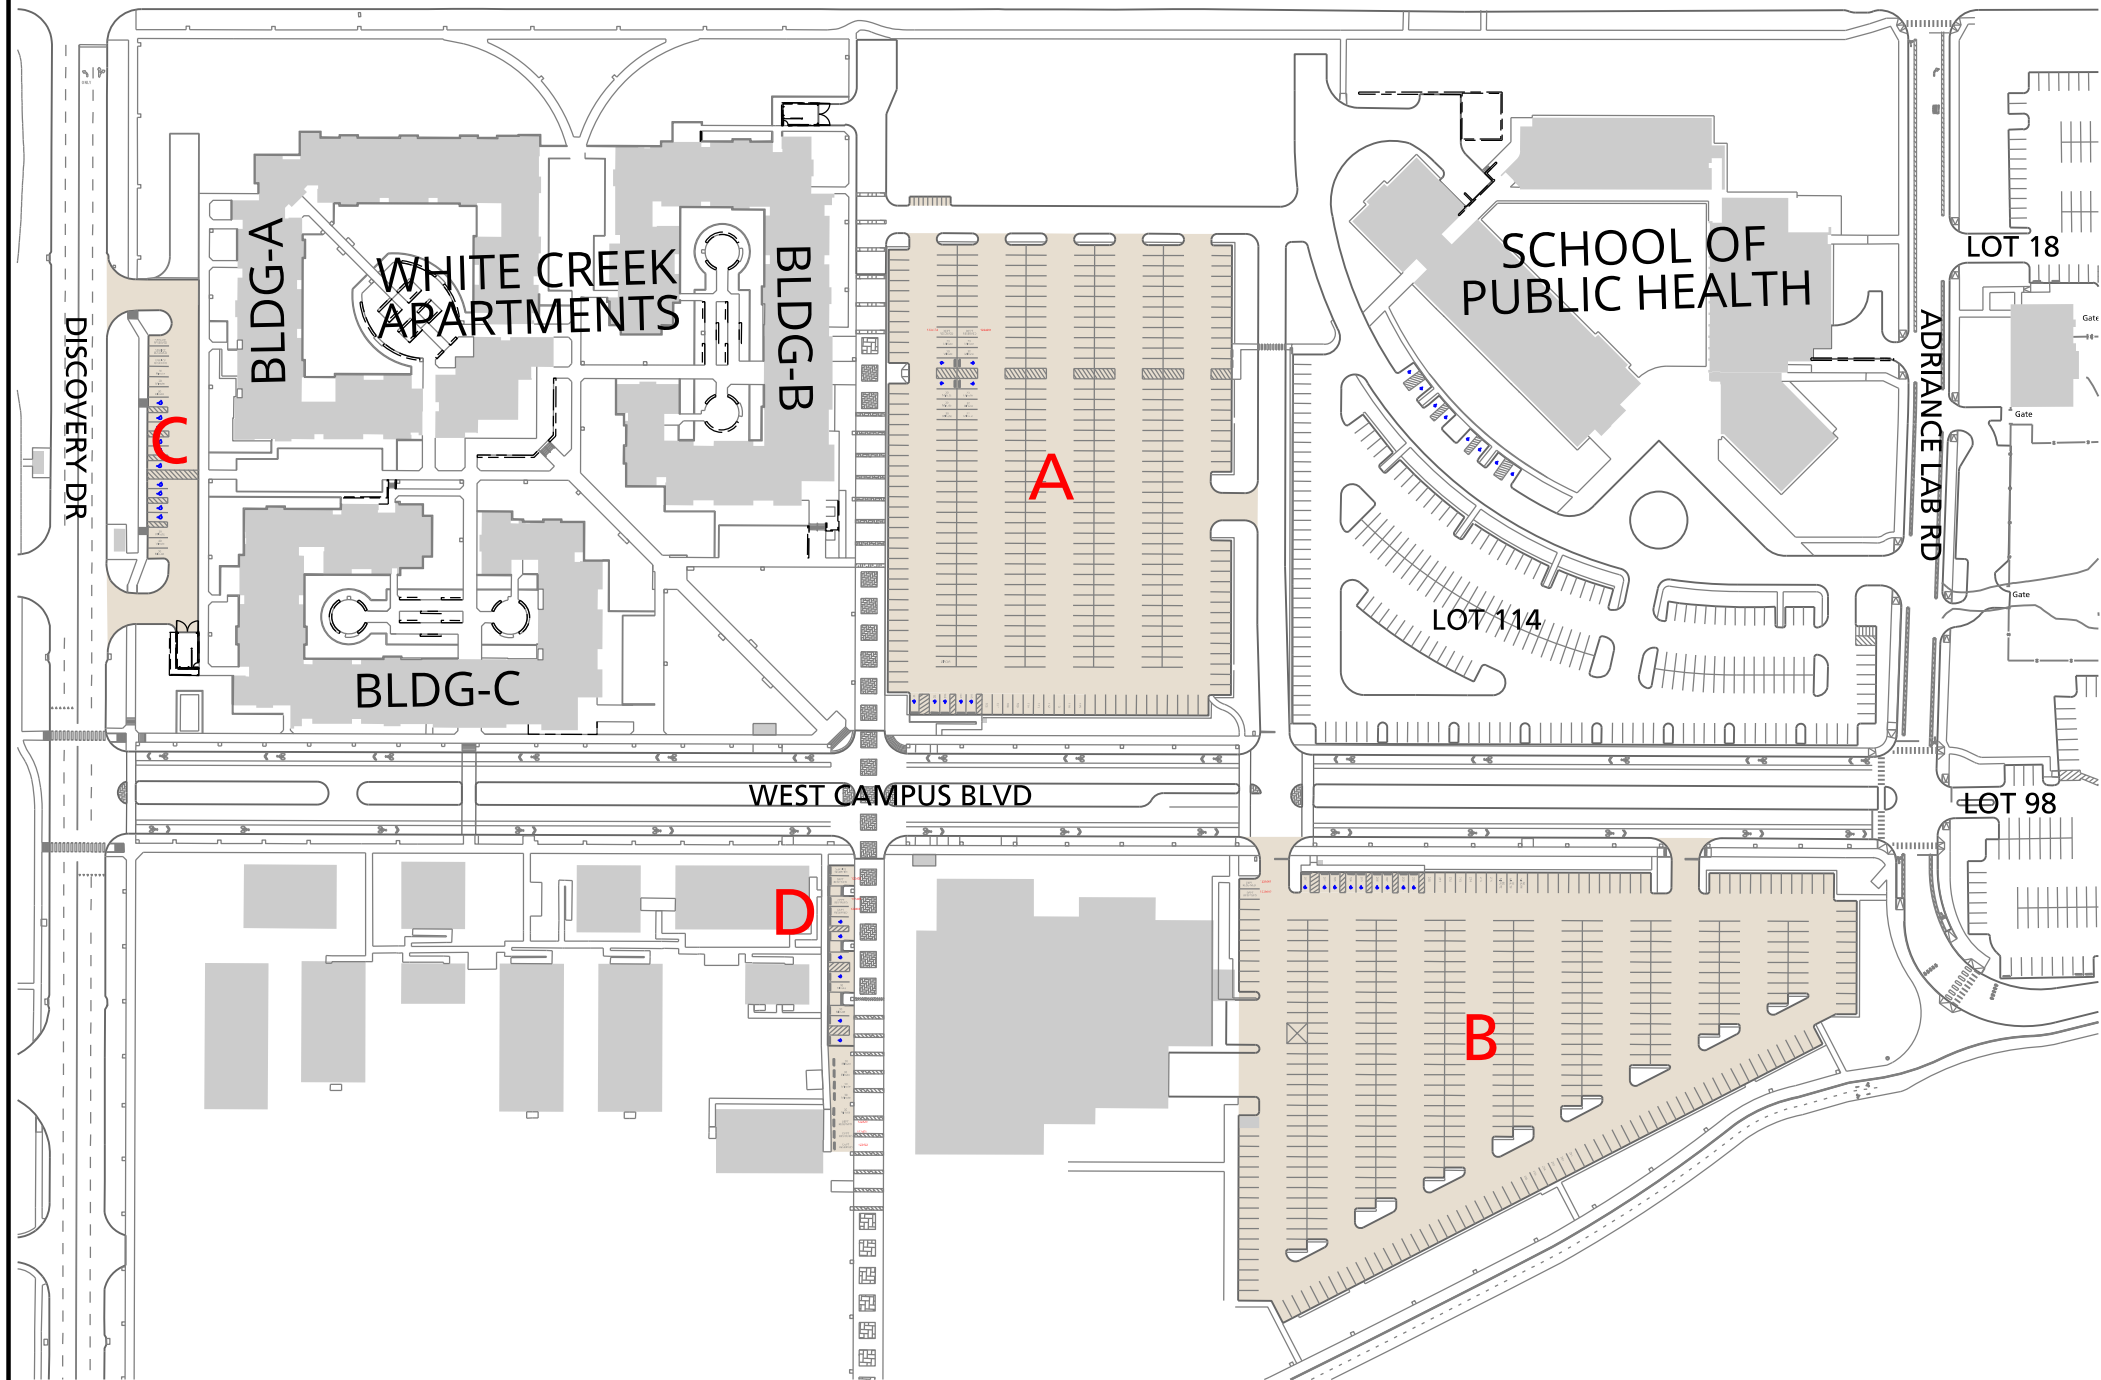 BLDG-A
WHITE CREEK
APARTMENTS
BLDG-B
SCHOOL OF
PUBLIC HEALTH
LOT 18
Gate
DISCOVERY DR
ADRIANCE LAB RD
C
A
Gate
Gate
LOT 114
BLDG-C
WEST CAMPUS BLVD
LOT 98
D
B